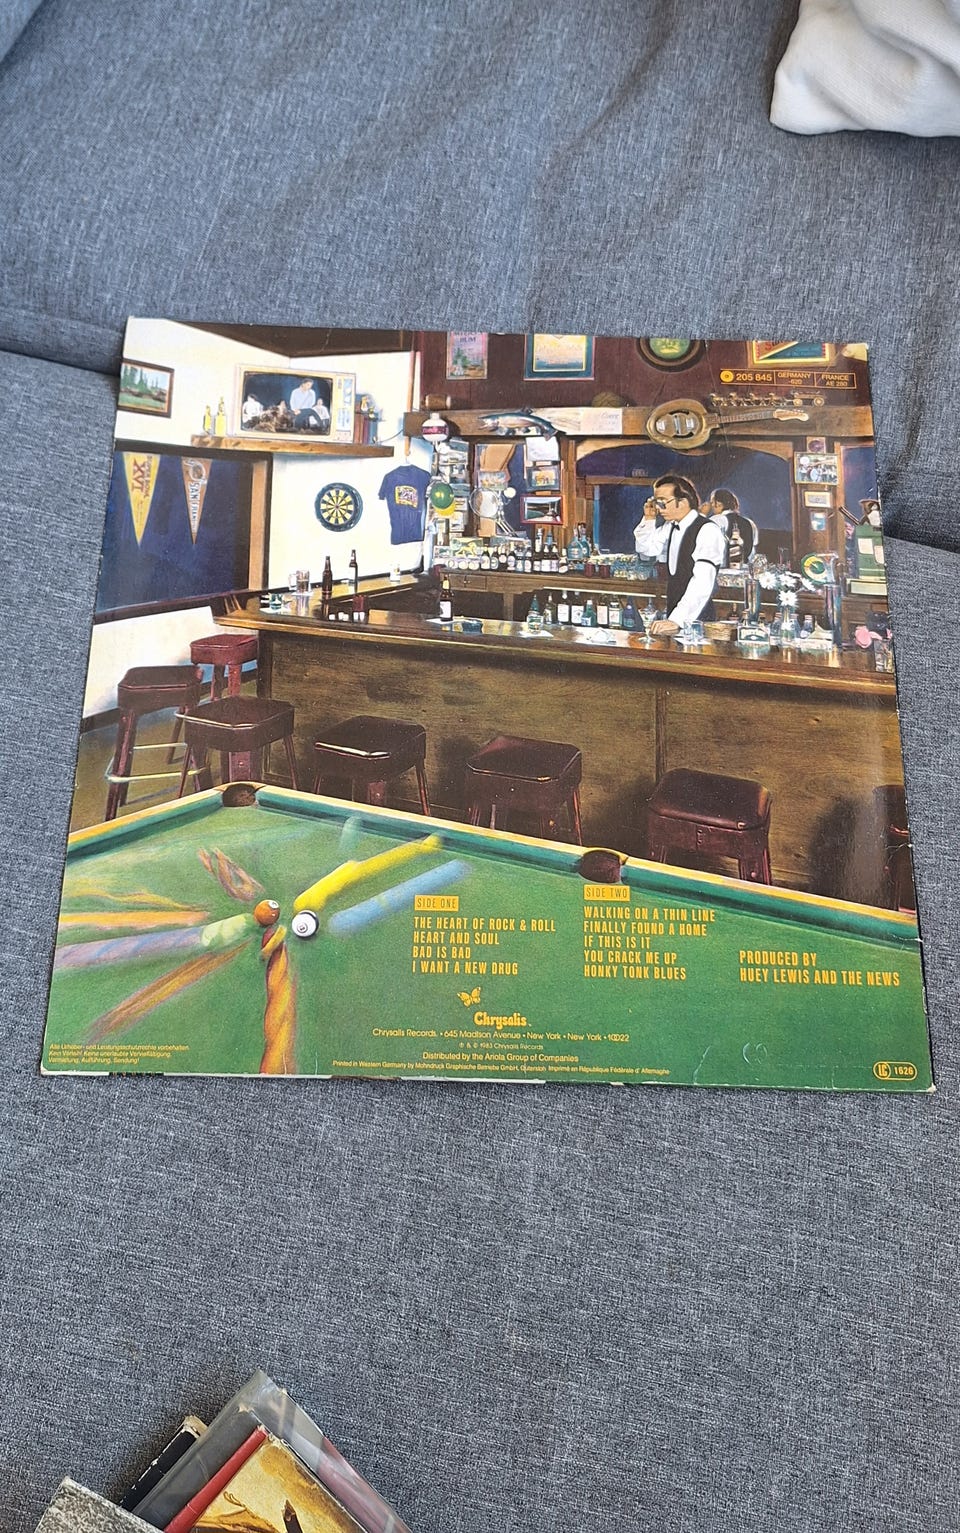 205 845
GERMANY
-620
FRANCE
AE 280
SUPER BOWL
XVI
SIDE ONE
THE HEART OF ROCK & ROLL
HEART AND SOUL
BAD IS BAD
I WANT A NEW DRUG
SIDE TWO
WALKING ON A THIN LINE
FINALLY FOUND A HOME
IF THIS IS IT
YOU CRACK ME UP
HONKY TONK BLUES
PRODUCED BY
HUEY LEWIS AND THE NEWS
Chrysalis
Chrysalis Records. • 645 Madison Avenue • New York • New York • 10022
℗ & © 1983 Chrysalis Records
Distributed by the Ariola Group of Companies
Printed in Western Germany by Mohndruck Graphische Betriebe GmbH, Gütersloh Imprimé en République Fédérale d'Allemagne
Alle Urheber- und Leistungsschutzrechte vorbehalten.
Kein Verleih! Keine unerlaubte Vervielfältigung,
Vermietung, Aufführung, Sendung!
LC 1626